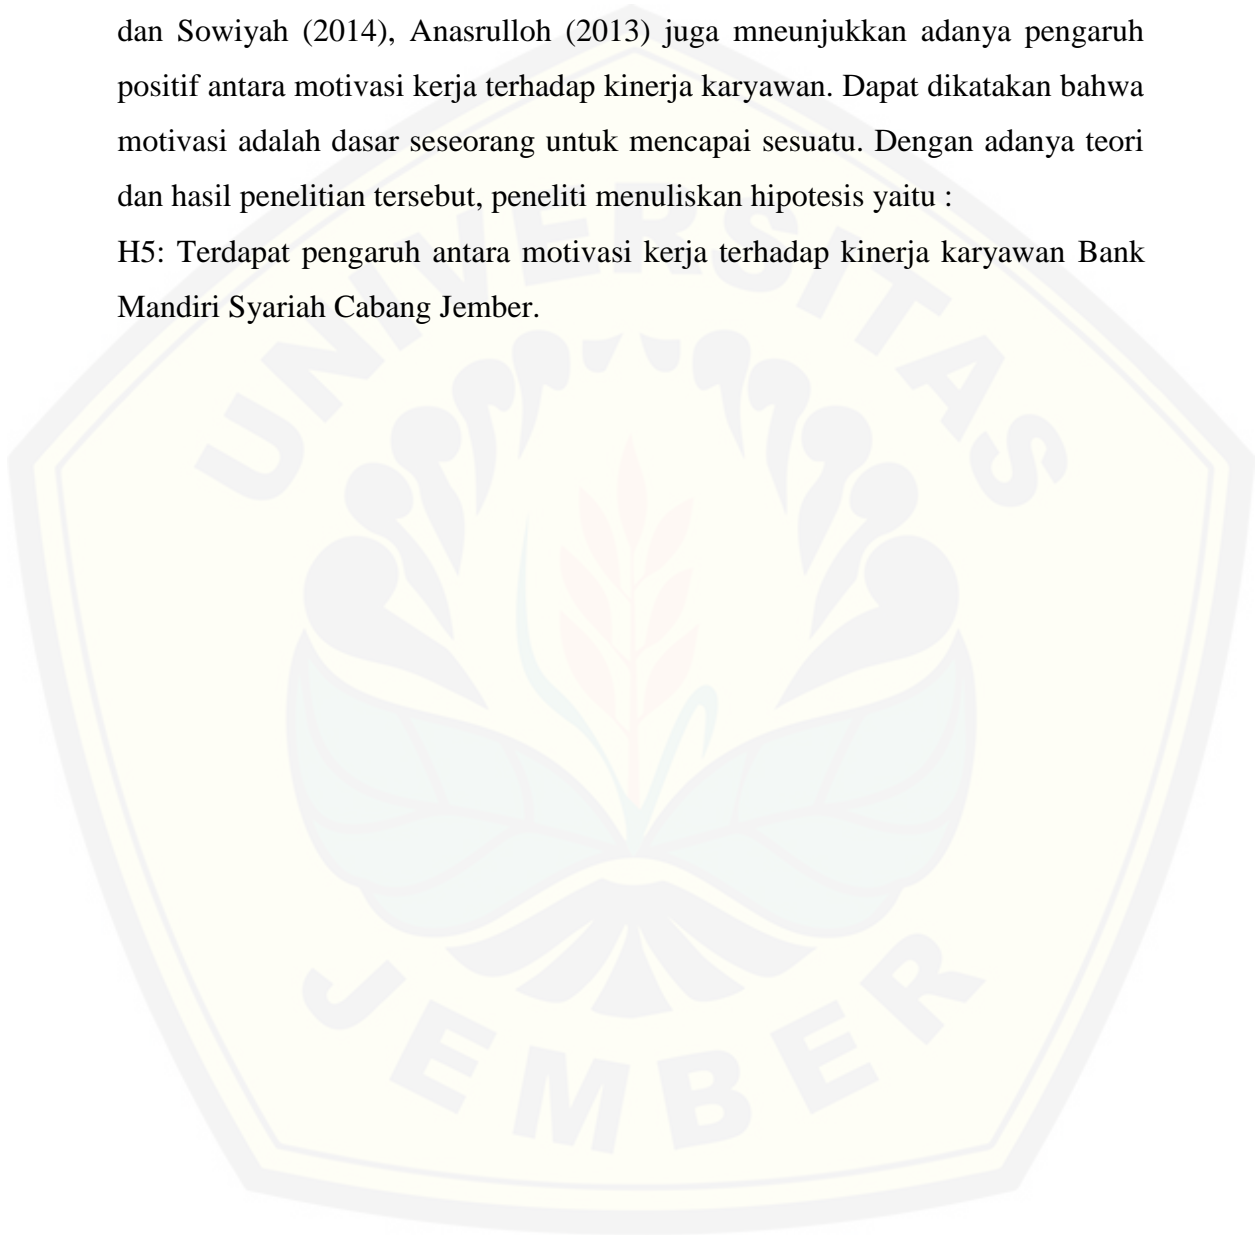 dan Sowiyah (2014), Anasrulloh (2013) juga mneunjukkan adanya pengaruh
positif antara motivasi kerja terhadap kinerja karyawan. Dapat dikatakan bahwa
motivasi adalah dasar seseorang untuk mencapai sesuatu. Dengan adanya teori
dan hasil penelitian tersebut, peneliti menuliskan hipotesis yaitu :
H5: Terdapat pengaruh antara motivasi kerja terhadap kinerja karyawan Bank
Mandiri Syariah Cabang Jember.
UNIVERSITAS
JEMBER